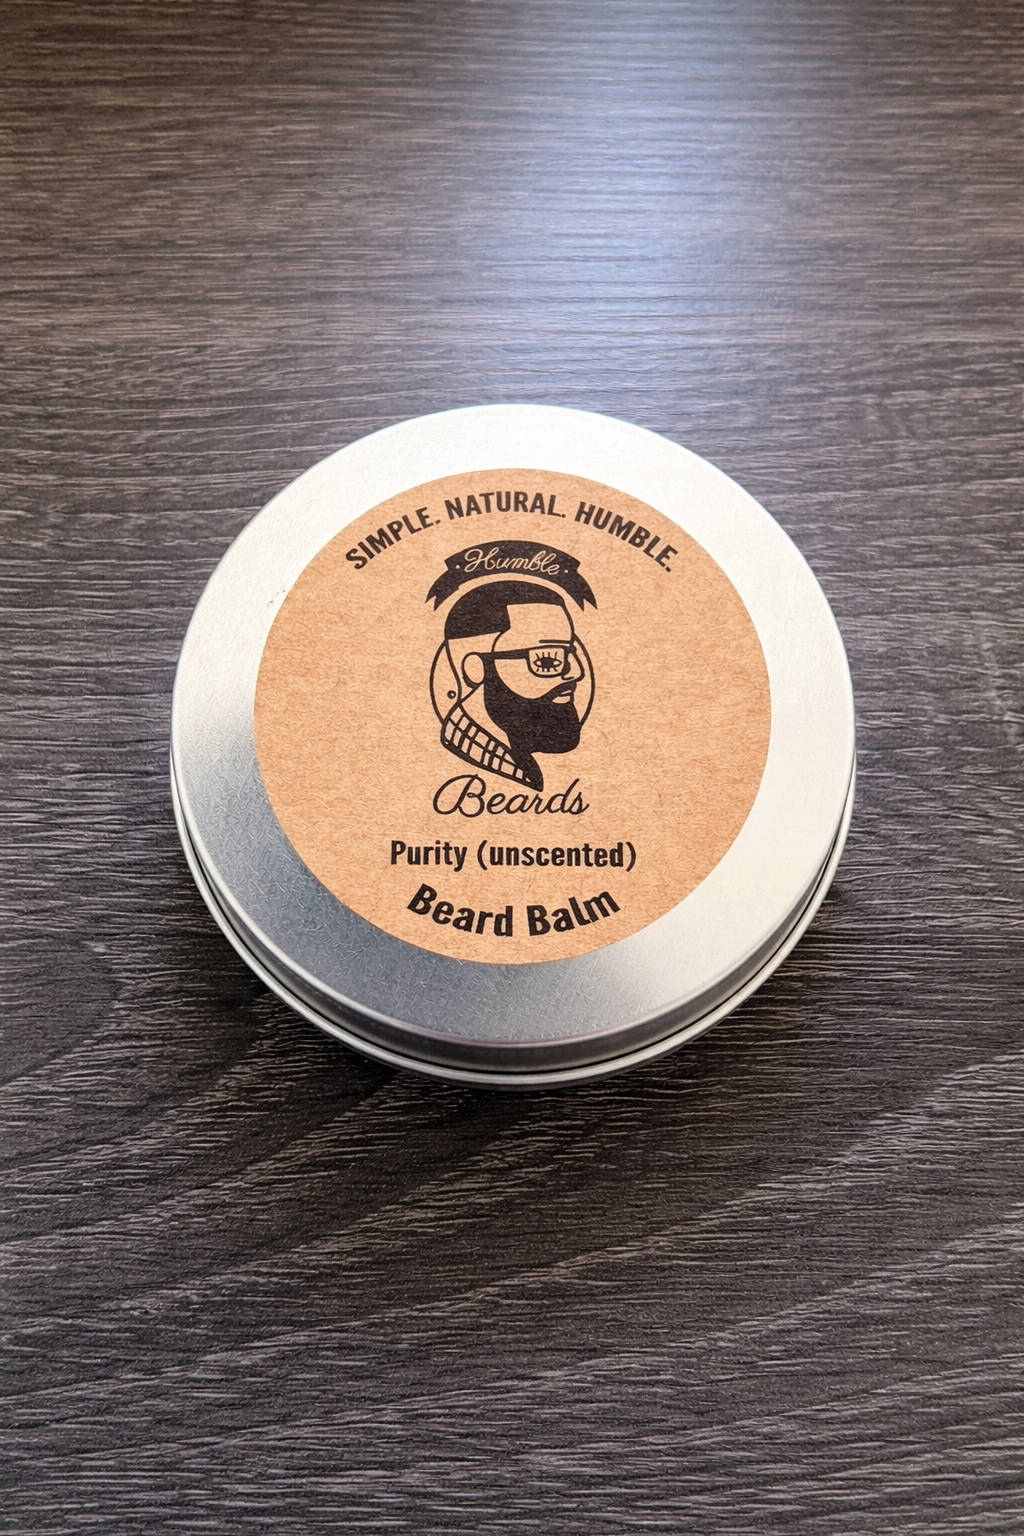 SIMPLE. NATURAL. HUMBLE.
· Humble ·
Beards
Purity (unscented)
Beard Balm